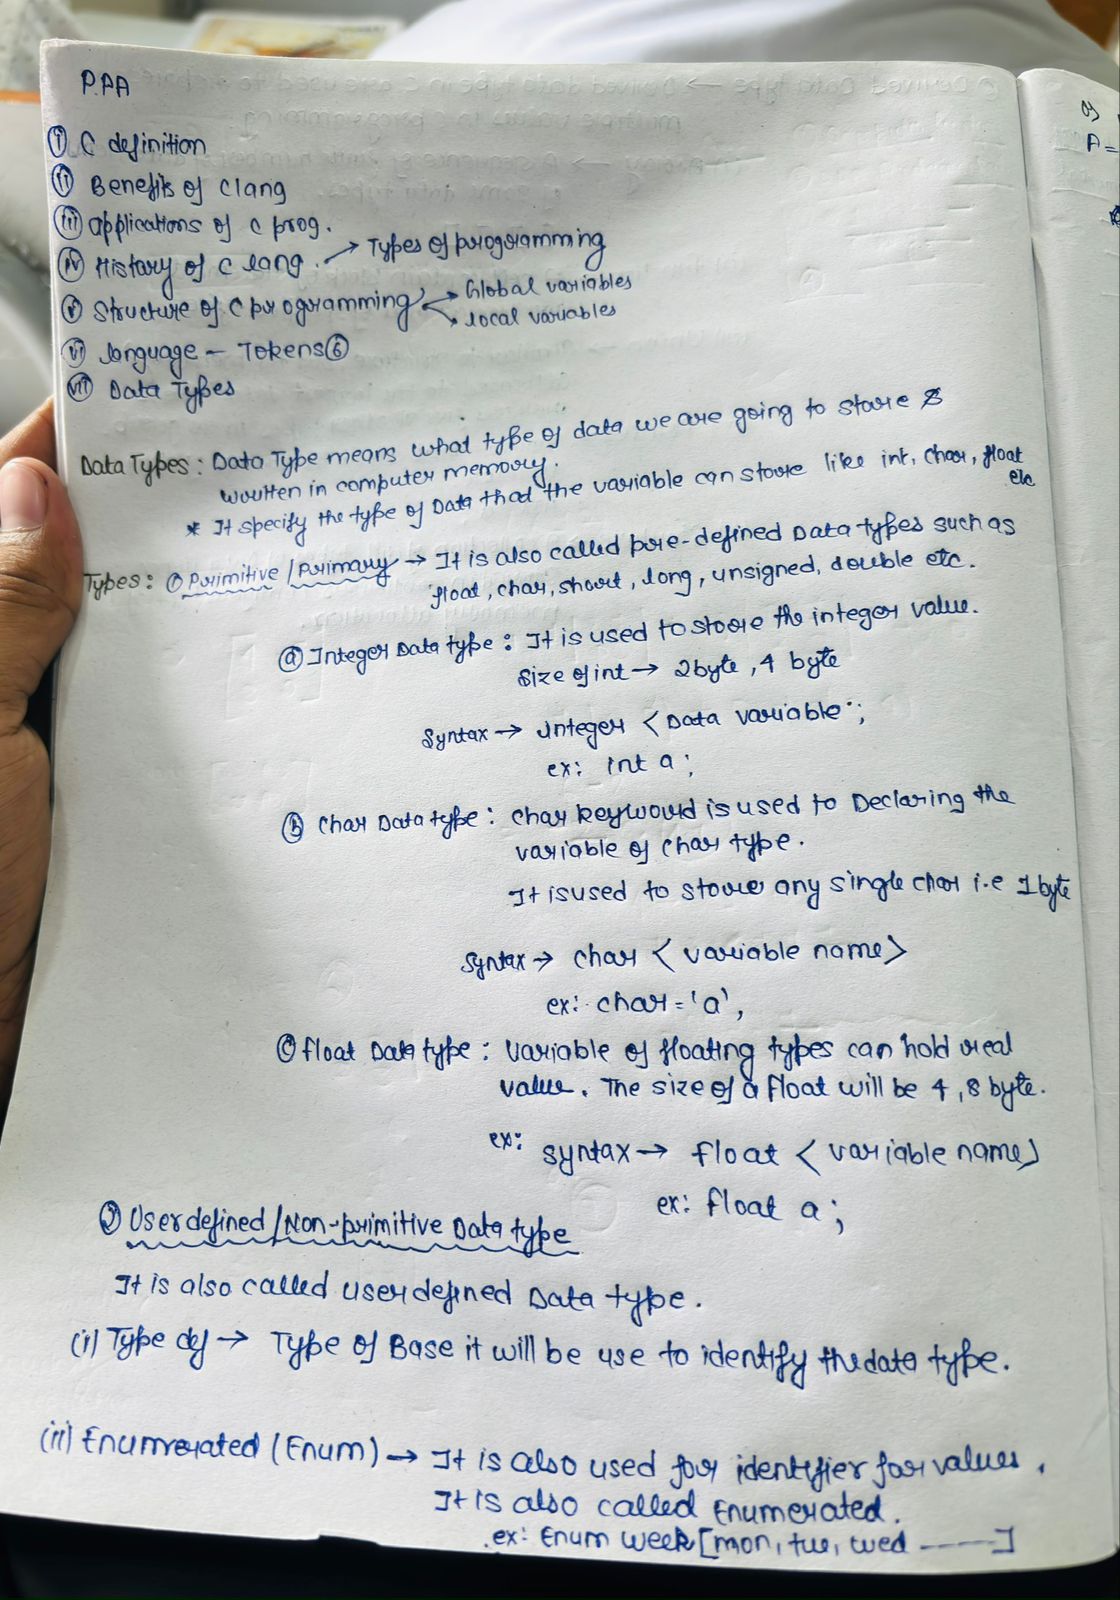 P.PA
(i) C definition
(ii) Benefits of C lang
(iii) applications of C prog.
(iv) History of C lang. → Types of programming
(v) Structure of C programming → Global variables
→ local variables
(vi) language - Tokens (6)
(vii) Data Types
Data Types : Data Type means what type of data we are going to store &
written in computer memory.
* It specify the type of Data that the variable can store like int, char, float
etc
Types : (1) Primitive / Primary → It is also called pre-defined Data types such as
float, char, short, long, unsigned, double etc.
(a) Integer Data type : It is used to store the integer value.
Size of int → 2 byte , 4 byte
Syntax → integer < Data variable ;
ex: int a ;
(b) Char Data type : Char keyword is used to Declaring the
variable of char type.
It is used to store any single char i.e 1 byte
Syntax → char < variable name >
ex: char = 'a',
(c) float Data type : variable of floating types can hold real
value. The size of a float will be 4 , 8 byte.
ex: syntax → float < variable name )
ex: float a ;
(2) User defined / Non-primitive Data type
It is also called user defined Data type.
(i) Type def → Type of Base it will be use to identify the data type.
(ii) Enumerated (Enum) → It is also used for identifier for values .
It is also called Enumerated.
ex: Enum week [mon, tue, wed ------]